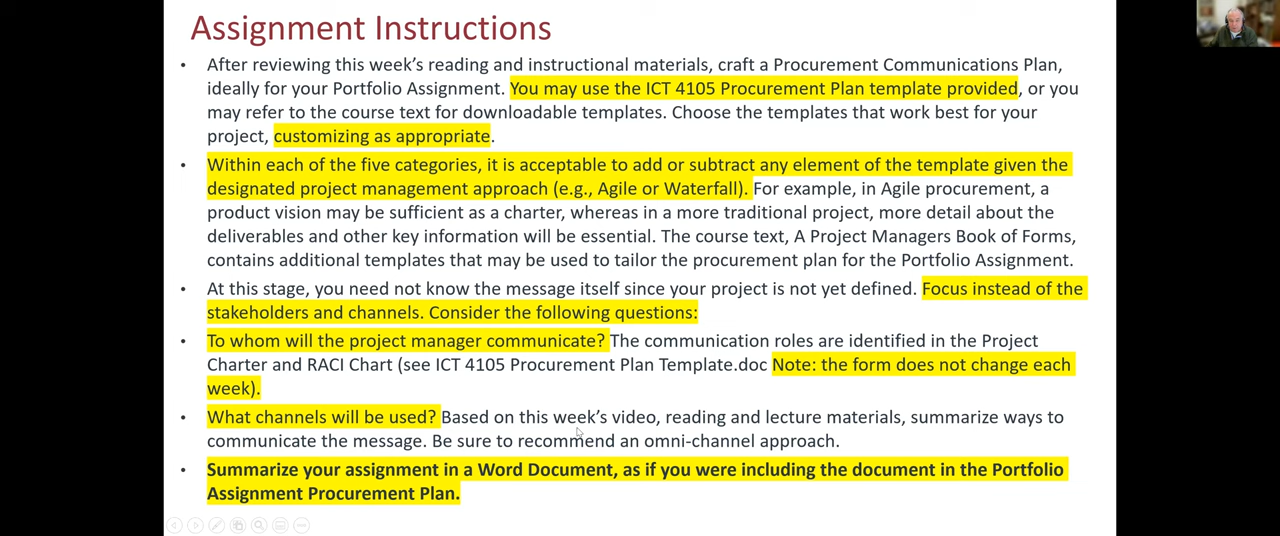 Assignment Instructions
• After reviewing this week's reading and instructional materials, craft a Procurement Communications Plan,
ideally for your Portfolio Assignment. You may use the ICT 4105 Procurement Plan template provided, or you
may refer to the course text for downloadable templates. Choose the templates that work best for your
project, customizing as appropriate.
• Within each of the five categories, it is acceptable to add or subtract any element of the template given the
designated project management approach (e.g., Agile or Waterfall). For example, in Agile procurement, a
product vision may be sufficient as a charter, whereas in a more traditional project, more detail about the
deliverables and other key information will be essential. The course text, A Project Managers Book of Forms,
contains additional templates that may be used to tailor the procurement plan for the Portfolio Assignment.
• At this stage, you need not know the message itself since your project is not yet defined. Focus instead of the
stakeholders and channels. Consider the following questions:
• To whom will the project manager communicate? The communication roles are identified in the Project
Charter and RACI Chart (see ICT 4105 Procurement Plan Template.doc Note: the form does not change each
week).
• What channels will be used? Based on this week's video, reading and lecture materials, summarize ways to
communicate the message. Be sure to recommend an omni-channel approach.
• Summarize your assignment in a Word Document, as if you were including the document in the Portfolio
Assignment Procurement Plan.